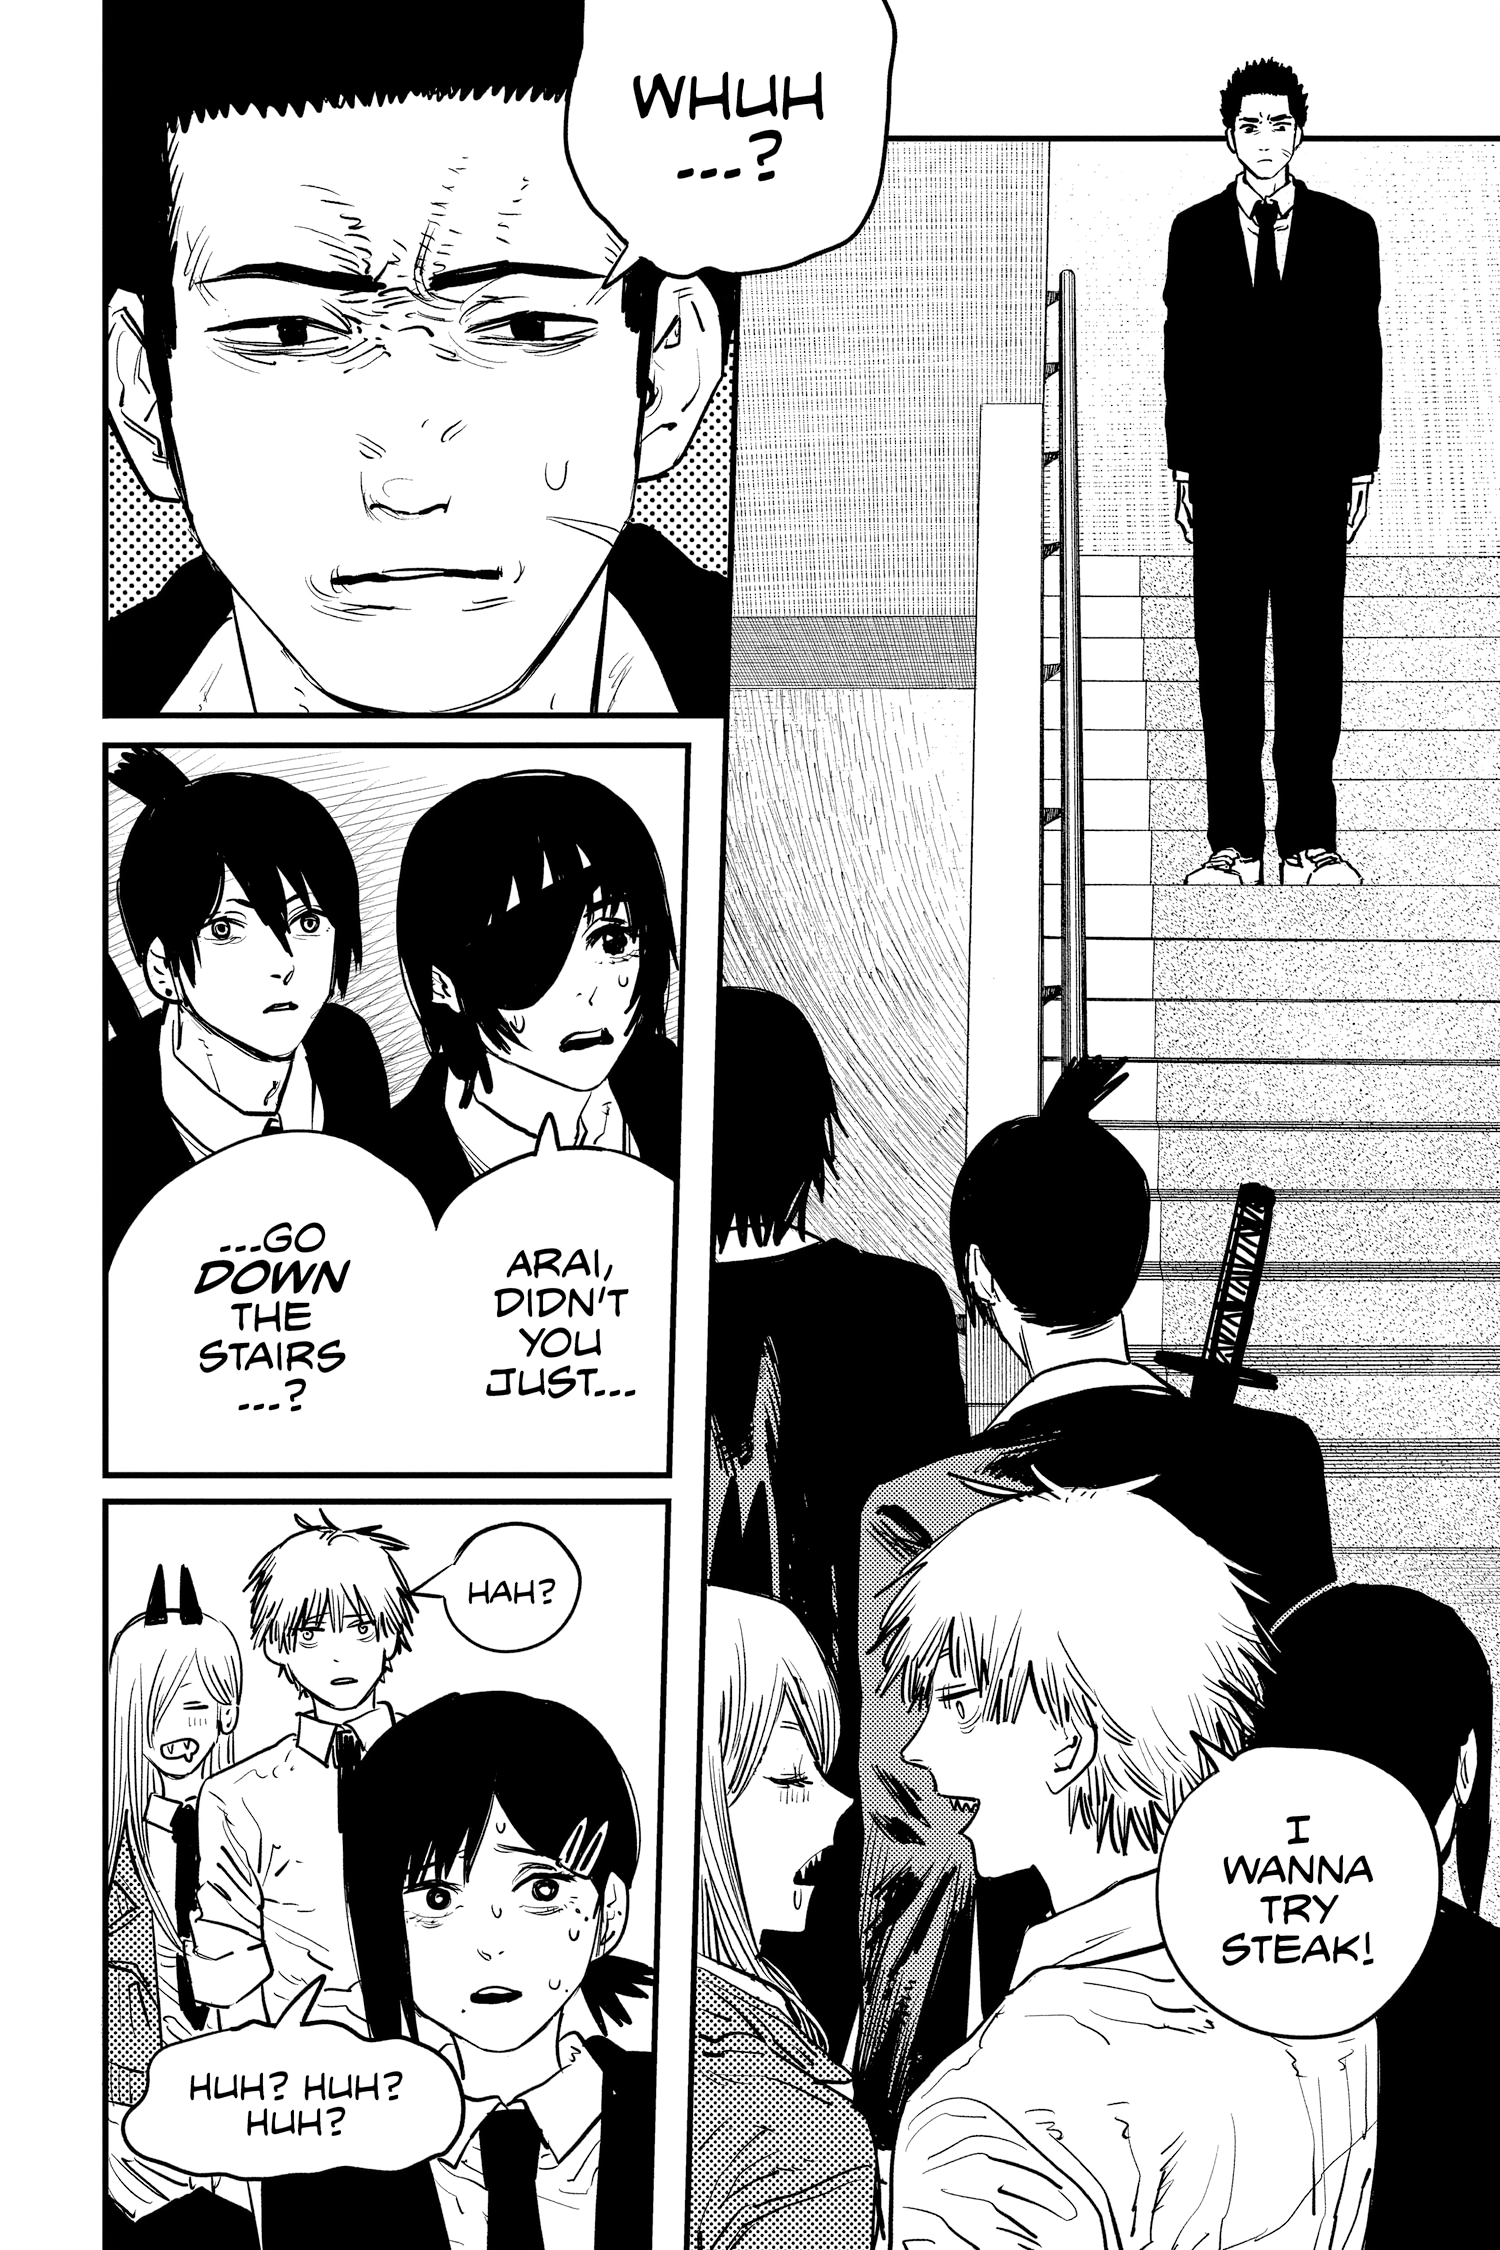 I
WANNA
TRY
STEAK!
WHUH
...?
ARAI,
DIDN'T
YOU
JUST...
...GO
DOWN
THE
STAIRS
...?
HAH?
HUH? HUH?
HUH?